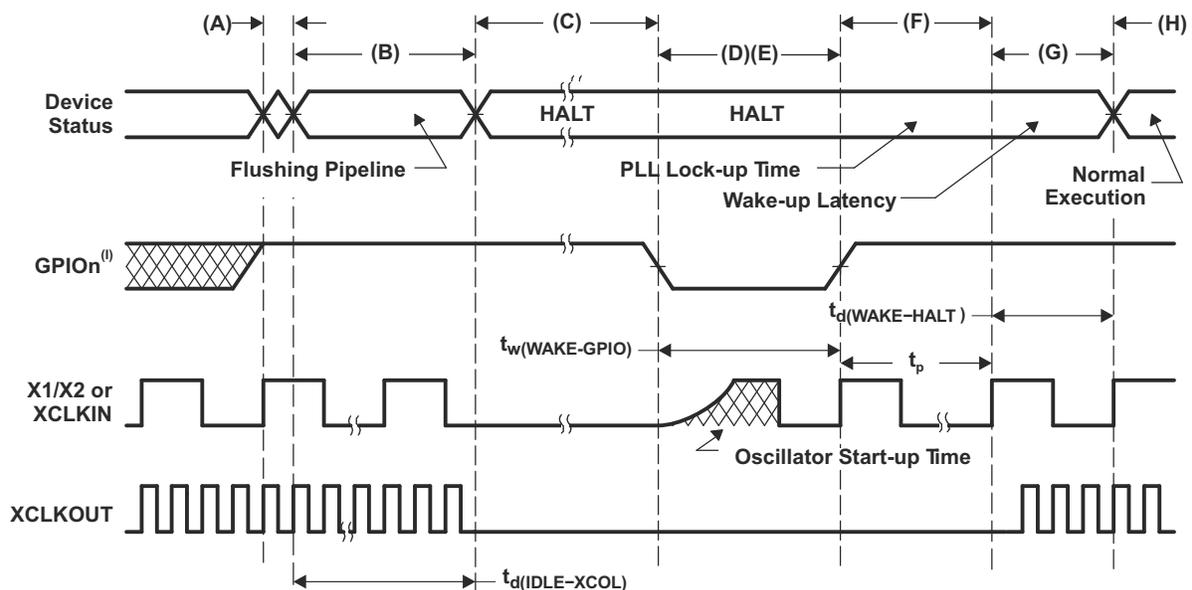 (A)
(B)
(C)
(D)(E)
(F)
(G)
(H)
Device
Status
HALT
HALT
Flushing Pipeline
PLL Lock-up Time
Wake-up Latency
Normal
Execution
GPIOn(I)
td(WAKE−HALT)
tw(WAKE-GPIO)
tp
X1/X2 or
XCLKIN
Oscillator Start-up Time
XCLKOUT
td(IDLE−XCOL)